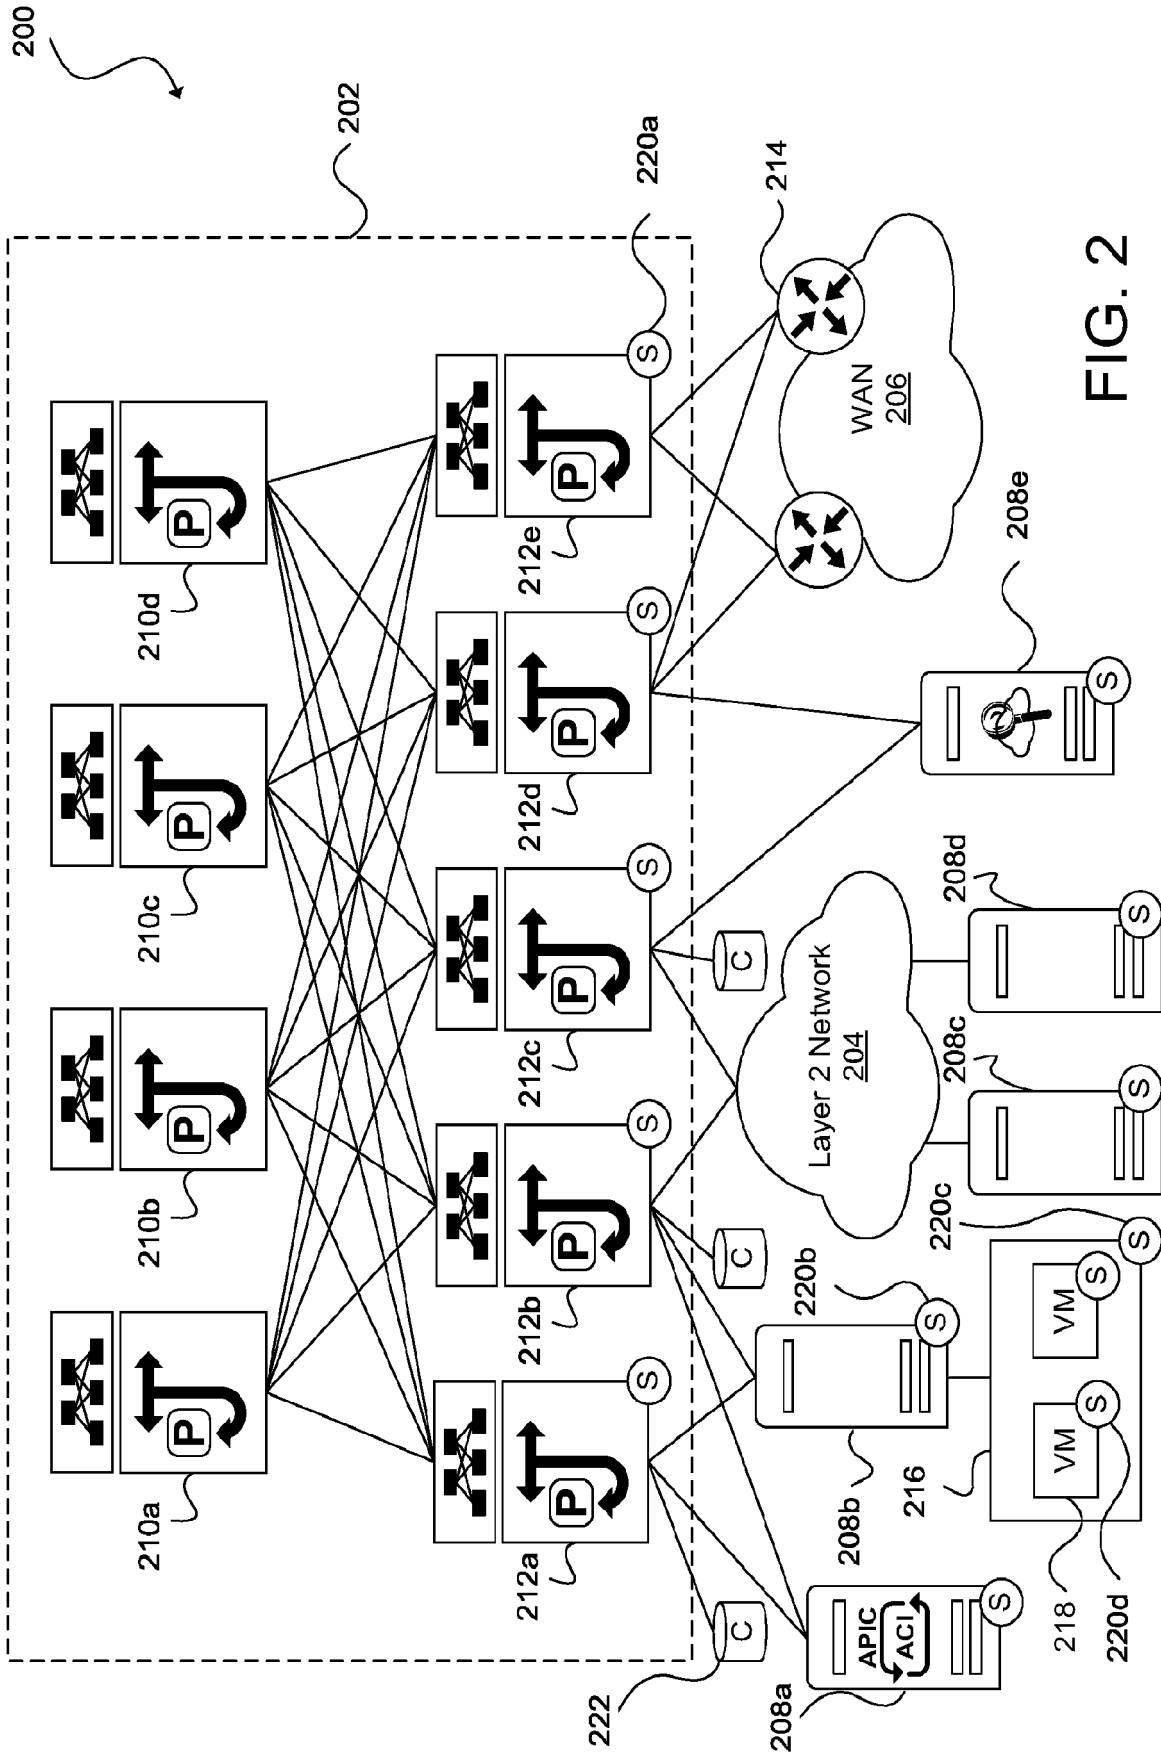 200
202
210a
210b
210c
210d
P
P
P
P
212a
212b
212c
212d
212e
P
P
P
P
P
S
S
S
S
S
220a
222
C
C
C
214
208a
APIC
ACI
S
208b
S
220b
Layer 2 Network
204
WAN
206
216
VM
S
VM
S
S
218
220d
220c
208c
S
208d
S
208e
?
S
FIG. 2